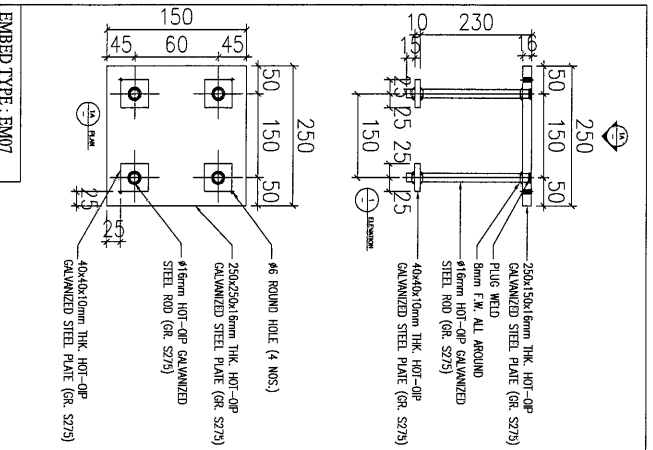 1A
-
250
50
150
50
16
230
10
15
25
25
25
25
150
1
-
ELEVATION
250x150x16mm THK. HOT-DIP
GALVANIZED STEEL PLATE (GR. S275)
PLUG WELD
8mm F.W. ALL AROUND
ø16mm HOT-DIP GALVANIZED
STEEL ROD (GR. S275)
40x40x10mm THK. HOT-DIP
GALVANIZED STEEL PLATE (GR. S275)
250
50
150
50
150
45
60
45
25
25
1A
-
PLAN
ø6 ROUND HOLE (4 NOS.)
250x250x16mm THK. HOT-DIP
GALVANIZED STEEL PLATE (GR. S275)
ø16mm HOT-DIP GALVANIZED
STEEL ROD (GR. S275)
40x40x10mm THK. HOT-DIP
GALVANIZED STEEL PLATE (GR. S275)
EMBED TYPE : EM07